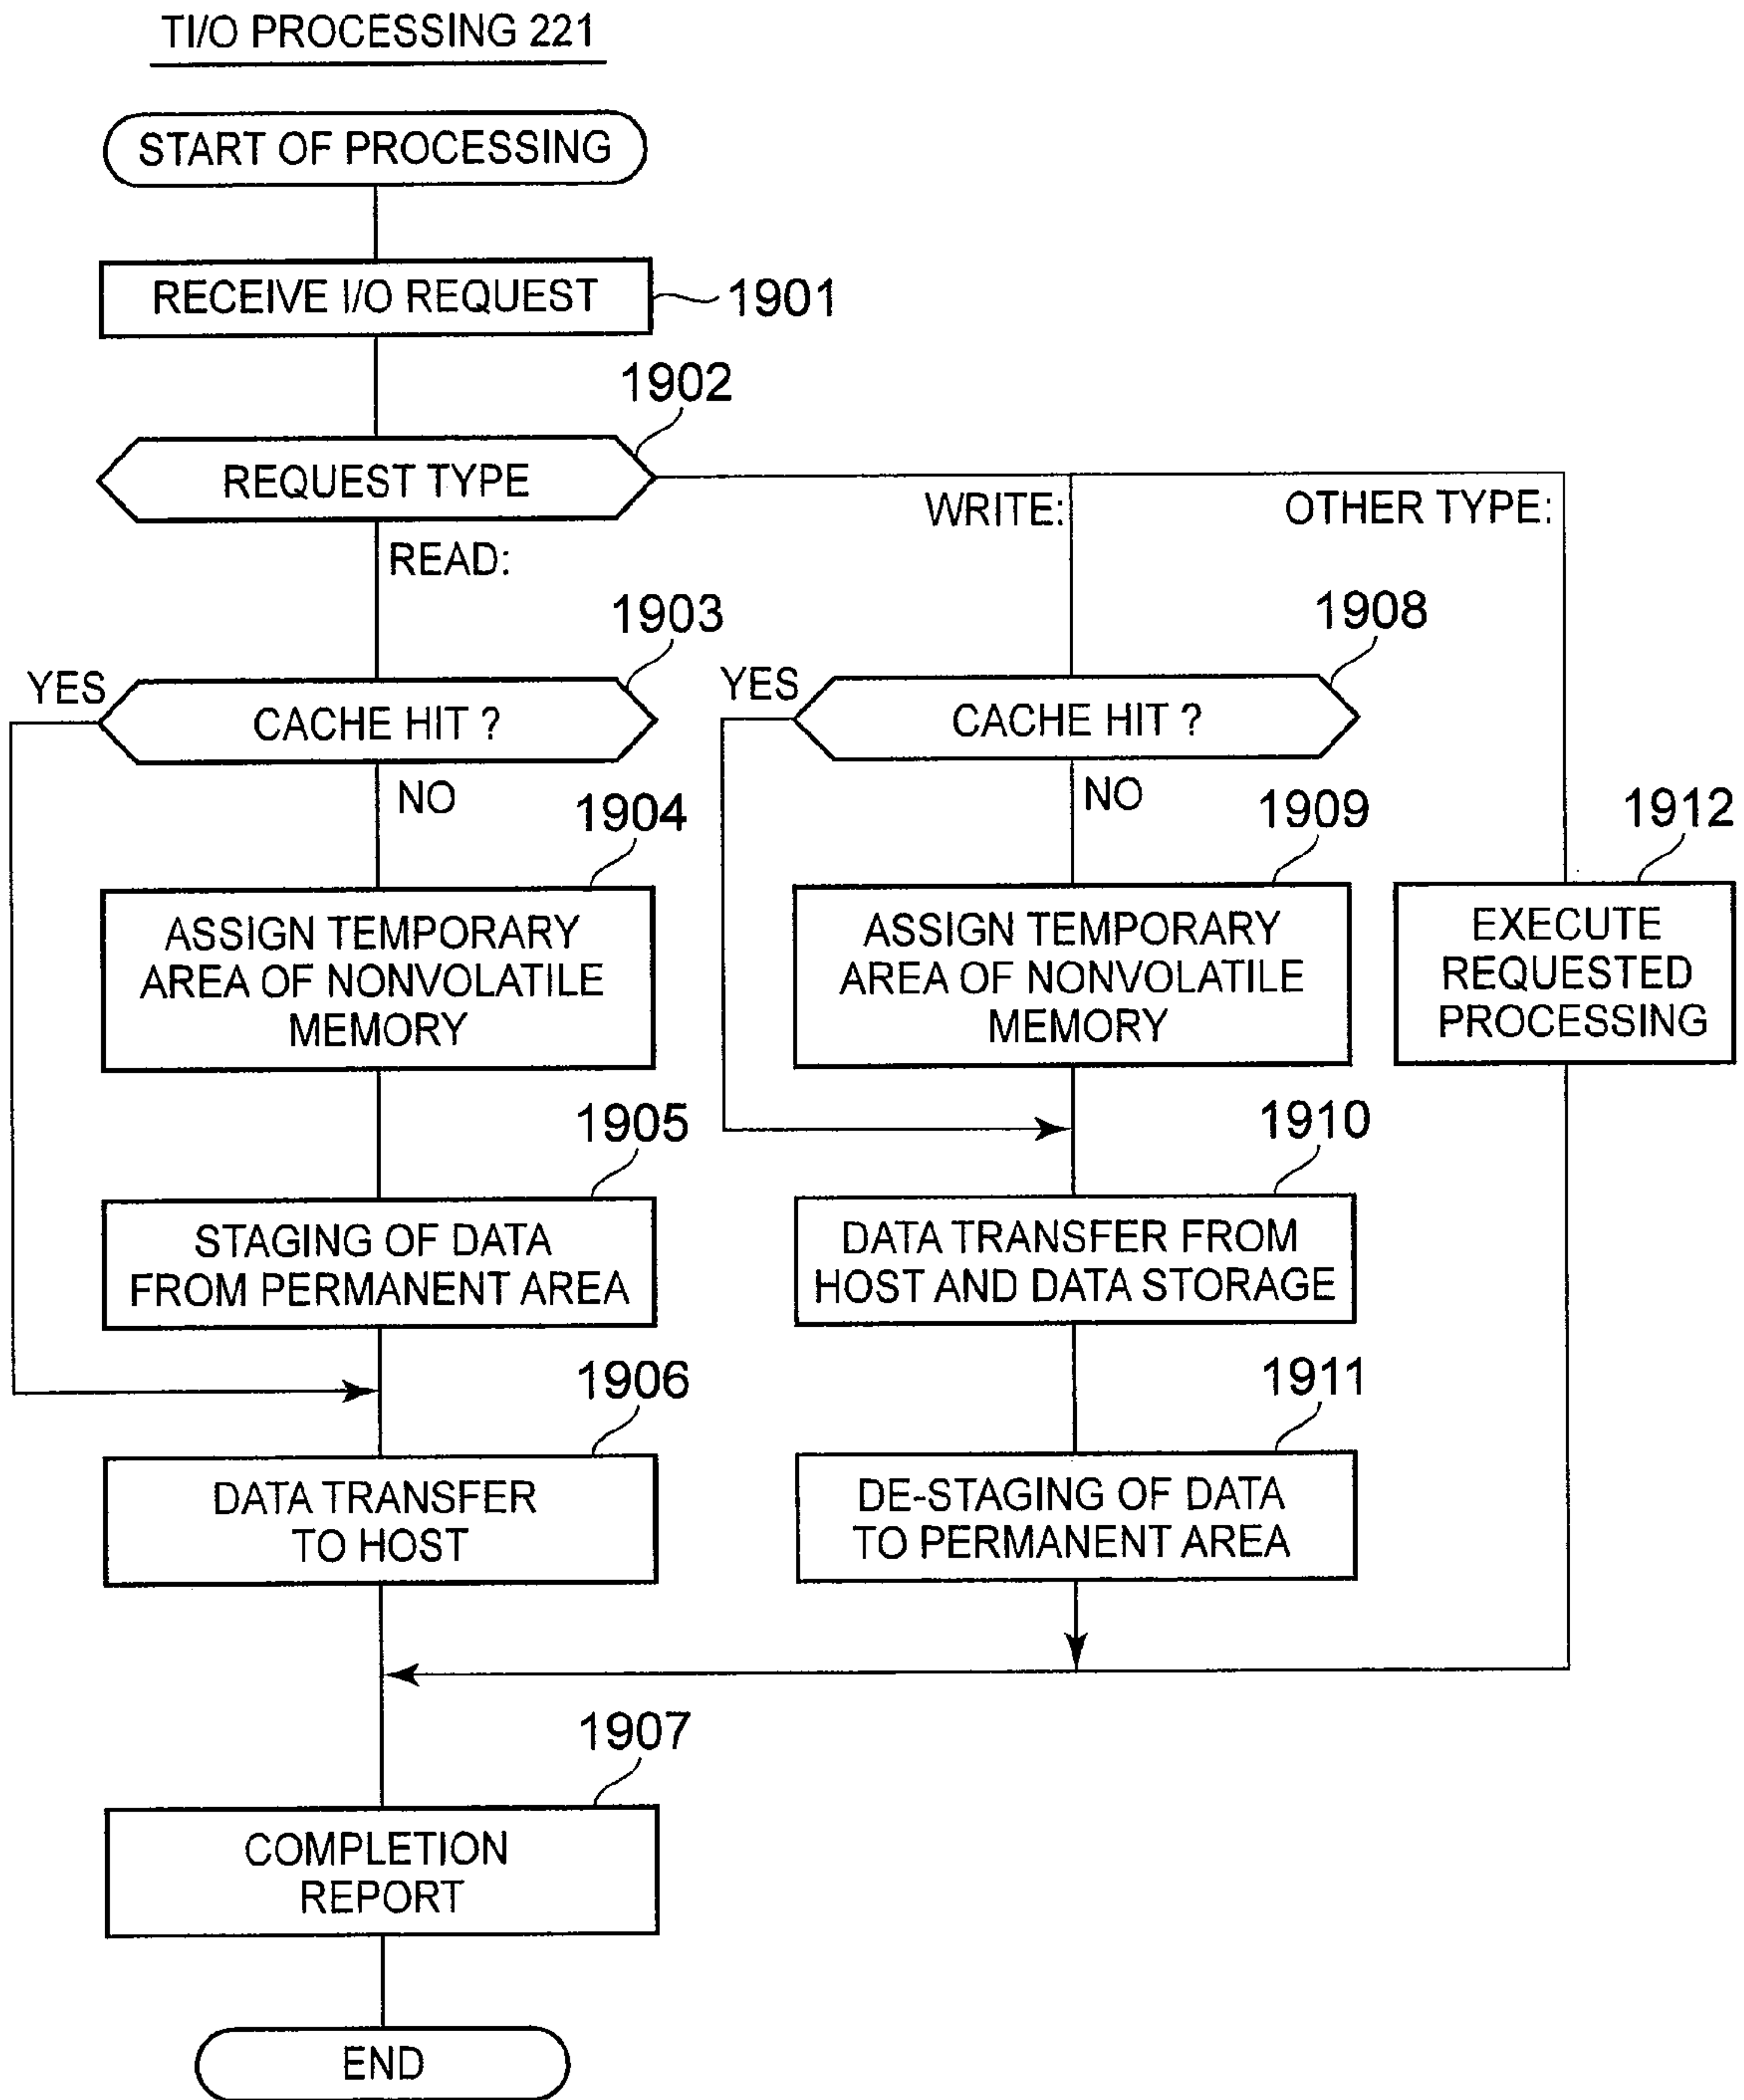 TI/O PROCESSING 221
START OF PROCESSING
RECEIVE I/O REQUEST
1901
1902
REQUEST TYPE
WRITE:
OTHER TYPE:
READ:
1903
1908
YES
CACHE HIT ?
YES
CACHE HIT ?
NO
NO
1904
1909
1912
ASSIGN TEMPORARY
AREA OF NONVOLATILE
MEMORY
ASSIGN TEMPORARY
AREA OF NONVOLATILE
MEMORY
EXECUTE
REQUESTED
PROCESSING
1905
1910
STAGING OF DATA
FROM PERMANENT AREA
DATA TRANSFER FROM
HOST AND DATA STORAGE
1906
1911
DATA TRANSFER
TO HOST
DE-STAGING OF DATA
TO PERMANENT AREA
1907
COMPLETION
REPORT
END